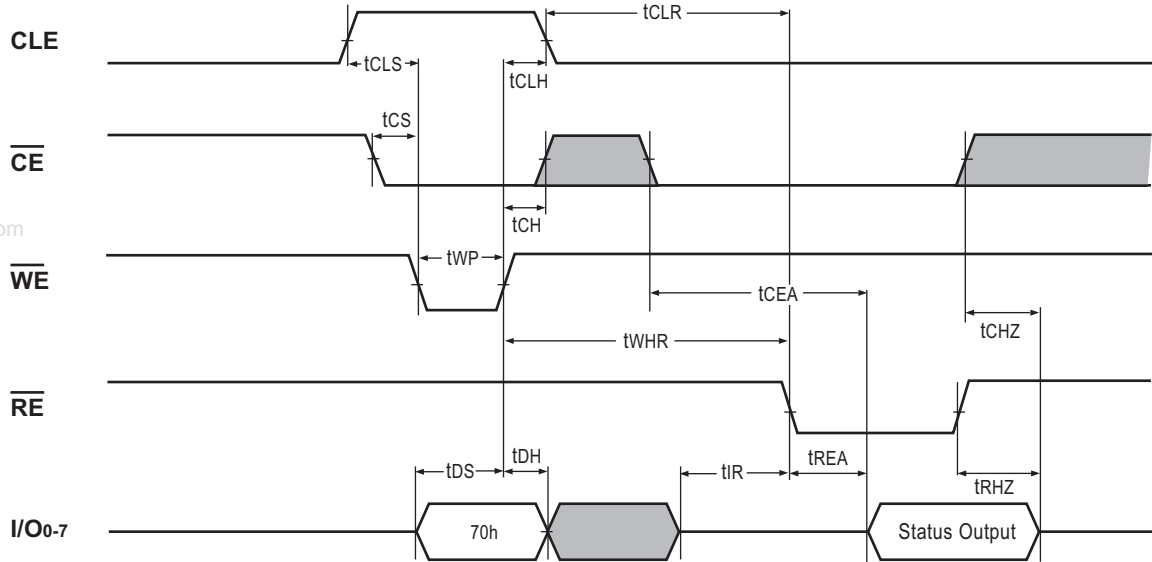 tCLR
CLE
tCLS
tCLH
tCS
CE
tCH
om
tWP
WE
tCEA
tCHZ
tWHR
RE
tDH
tDS
tIR
tREA
tRHZ
I/O0-7
70h
Status Output